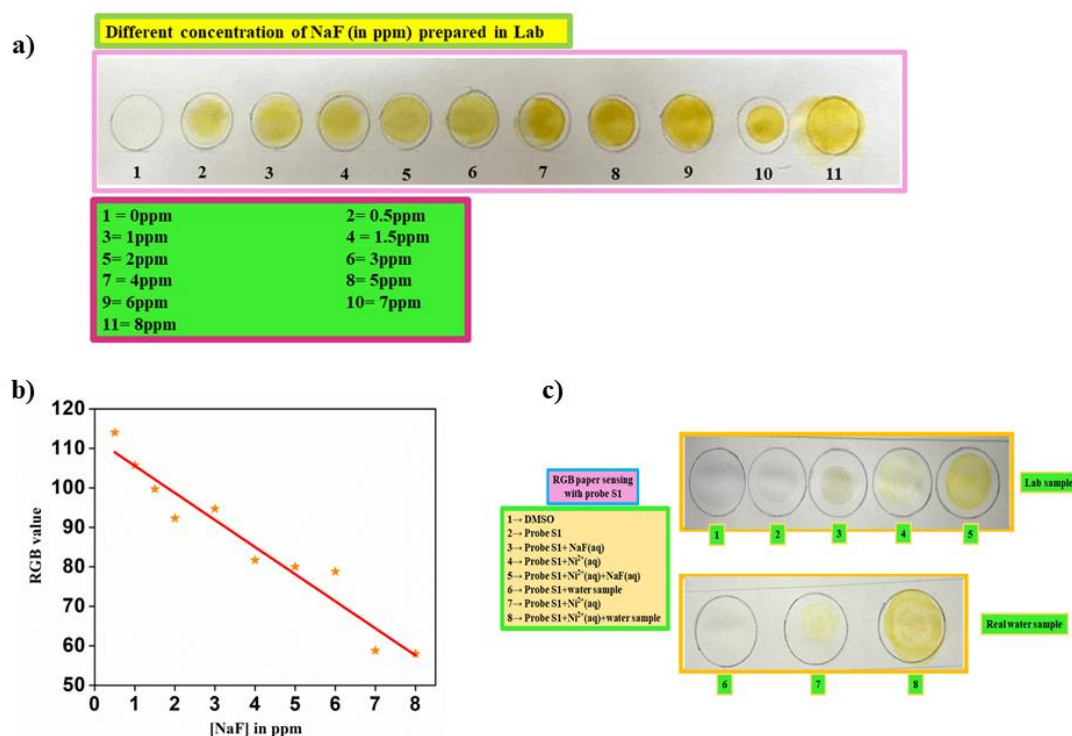 a)
Different concentration of NaF (in ppm) prepared in Lab
1 2 3 4 5 6 7 8 9 10 11
1 = 0ppm 2= 0.5ppm
3= 1ppm 4 = 1.5ppm
5= 2ppm 6= 3ppm
7 = 4ppm 8= 5ppm
9= 6ppm 10= 7ppm
11= 8ppm
b)
120
110
100
90
80
70
60
50
RGB value
0 1 2 3 4 5 6 7 8
[NaF] in ppm
c)
RGB paper sensing
with probe S1
1→ DMSO
2→ Probe S1
3→ Probe S1+ NaF(aq)
4→ Probe S1+Ni²⁺(aq)
5→ Probe S1+Ni²⁺(aq)+NaF(aq)
6→ Probe S1+water sample
7→ Probe S1+Ni²⁺(aq)
8→ Probe S1+Ni²⁺(aq)+water sample
Lab sample
1 2 3 4 5
Real water sample
6 7 8